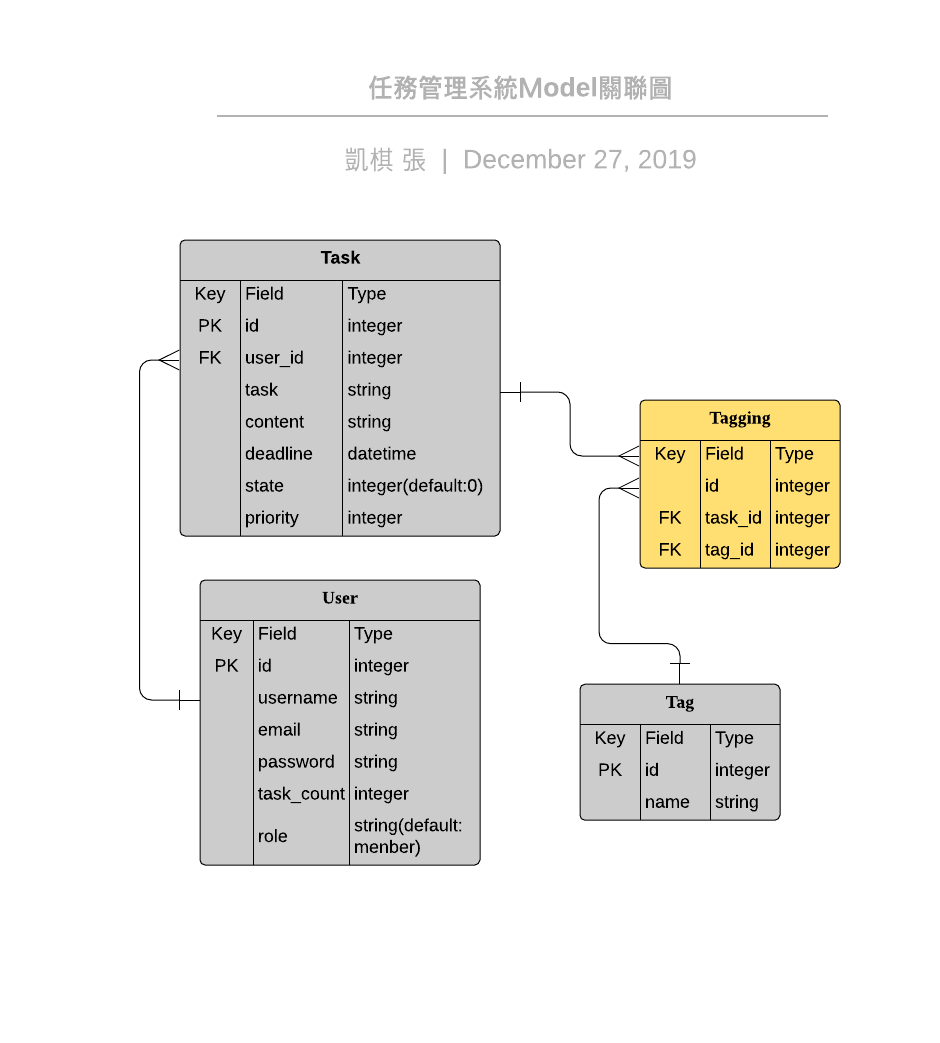 任務管理系統Model關聯圖
凱棋 張 | December 27, 2019
Task
Key Field Type
PK id integer
FK user_id integer
task string
content string
deadline datetime
state integer(default:0)
priority integer
Tagging
Key Field Type
id integer
FK task_id integer
FK tag_id integer
User
Key Field Type
PK id integer
username string
email string
password string
task_count integer
role string(default:
menber)
Tag
Key Field Type
PK id integer
name string